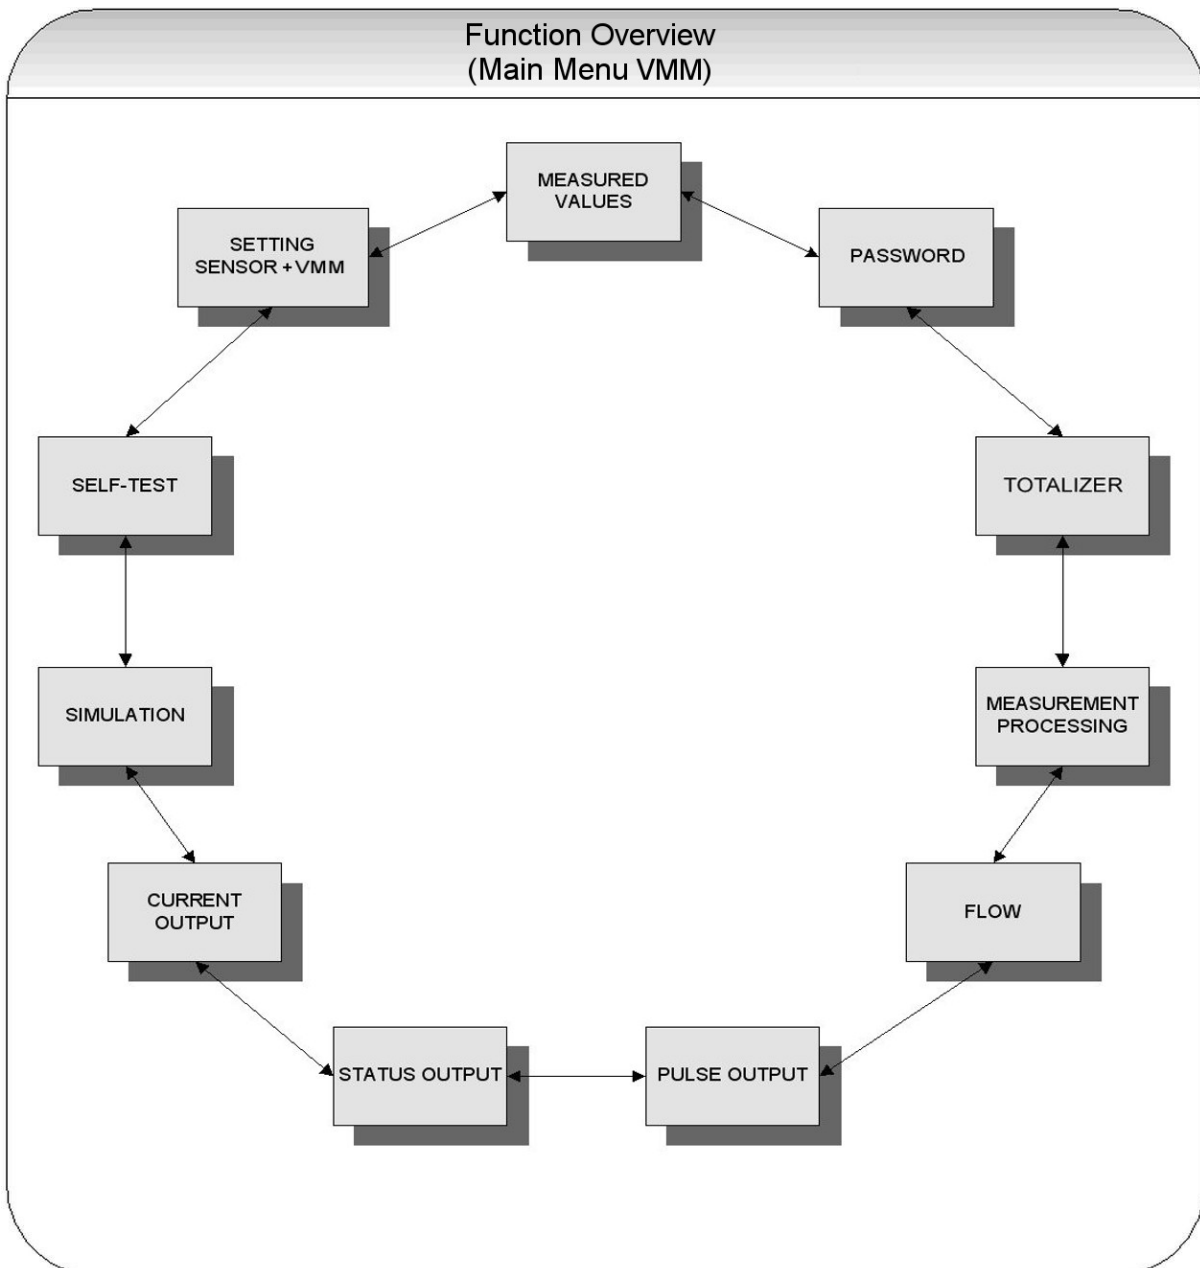 Function Overview
(Main Menu VMM)
MEASURED
VALUES
SETTING
SENSOR + VMM
PASSWORD
SELF-TEST
TOTALIZER
SIMULATION
MEASUREMENT
PROCESSING
CURRENT
OUTPUT
FLOW
STATUS OUTPUT
PULSE OUTPUT